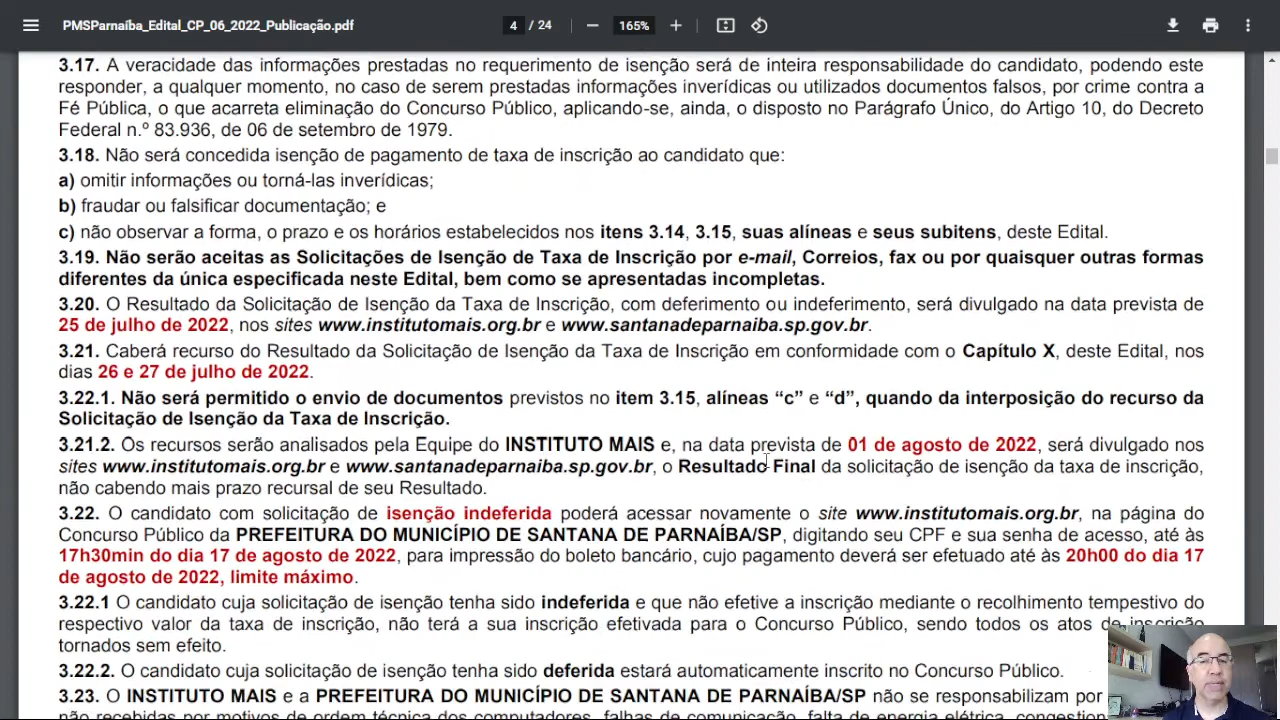 PMSParnaíba_Edital_CP_06_2022_Publicação.pdf
4 / 24
165%
3.17. A veracidade das informações prestadas no requerimento de isenção será de inteira responsabilidade do candidato, podendo este
responder, a qualquer momento, no caso de serem prestadas informações inverídicas ou utilizados documentos falsos, por crime contra a
Fé Pública, o que acarreta eliminação do Concurso Público, aplicando-se, ainda, o disposto no Parágrafo Único, do Artigo 10, do Decreto
Federal n.º 83.936, de 06 de setembro de 1979.
3.18. Não será concedida isenção de pagamento de taxa de inscrição ao candidato que:
a) omitir informações ou torná-las inverídicas;
b) fraudar ou falsificar documentação; e
c) não observar a forma, o prazo e os horários estabelecidos nos itens 3.14, 3.15, suas alíneas e seus subitens, deste Edital.
3.19. Não serão aceitas as Solicitações de Isenção de Taxa de Inscrição por e-mail, Correios, fax ou por quaisquer outras formas
diferentes da única especificada neste Edital, bem como se apresentadas incompletas.
3.20. O Resultado da Solicitação de Isenção da Taxa de Inscrição, com deferimento ou indeferimento, será divulgado na data prevista de
25 de julho de 2022, nos sites www.institutomais.org.br e www.santanadeparnaiba.sp.gov.br.
3.21. Caberá recurso do Resultado da Solicitação de Isenção da Taxa de Inscrição em conformidade com o Capítulo X, deste Edital, nos
dias 26 e 27 de julho de 2022.
3.22.1. Não será permitido o envio de documentos previstos no item 3.15, alíneas “c” e “d”, quando da interposição do recurso da
Solicitação de Isenção da Taxa de Inscrição.
3.21.2. Os recursos serão analisados pela Equipe do INSTITUTO MAIS e, na data prevista de 01 de agosto de 2022, será divulgado nos
sites www.institutomais.org.br e www.santanadeparnaiba.sp.gov.br, o Resultado Final da solicitação de isenção da taxa de inscrição,
não cabendo mais prazo recursal de seu Resultado.
3.22. O candidato com solicitação de isenção indeferida poderá acessar novamente o site www.institutomais.org.br, na página do
Concurso Público da PREFEITURA DO MUNICÍPIO DE SANTANA DE PARNAÍBA/SP, digitando seu CPF e sua senha de acesso, até às
17h30min do dia 17 de agosto de 2022, para impressão do boleto bancário, cujo pagamento deverá ser efetuado até às 20h00 do dia 17
de agosto de 2022, limite máximo.
3.22.1 O candidato cuja solicitação de isenção tenha sido indeferida e que não efetive a inscrição mediante o recolhimento tempestivo do
respectivo valor da taxa de inscrição, não terá a sua inscrição efetivada para o Concurso Público, sendo todos os atos de inscrição
tornados sem efeito.
3.22.2. O candidato cuja solicitação de isenção tenha sido deferida estará automaticamente inscrito no Concurso Público.
3.23. O INSTITUTO MAIS e a PREFEITURA DO MUNICÍPIO DE SANTANA DE PARNAÍBA/SP não se responsabilizam por
não recebidas por motivos de ordem técnica dos computadores, falhas de comunicação, falta de energia elétrica,